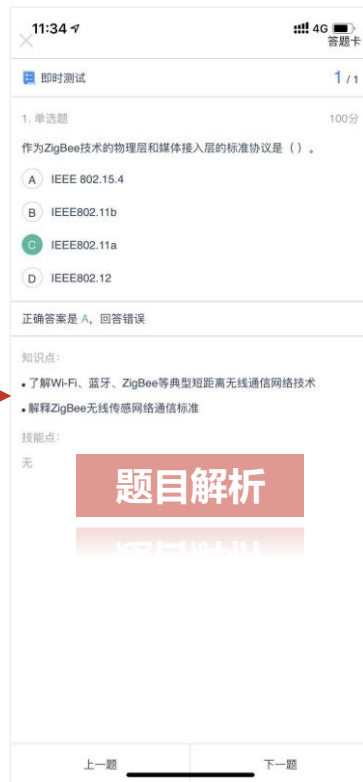 11:34
4G
答题卡
即时测试
1 / 1
1. 单选题
100分
作为ZigBee技术的物理层和媒体接入层的标准协议是（ ）。
A IEEE 802.15.4
B IEEE802.11b
C IEEE802.11a
D IEEE802.12
正确答案是 A，回答错误
知识点:
• 了解Wi-Fi、蓝牙、ZigBee等典型短距离无线通信网络技术
• 解释ZigBee无线传感网络通信标准
技能点:
无
题目解析
上一题
下一题